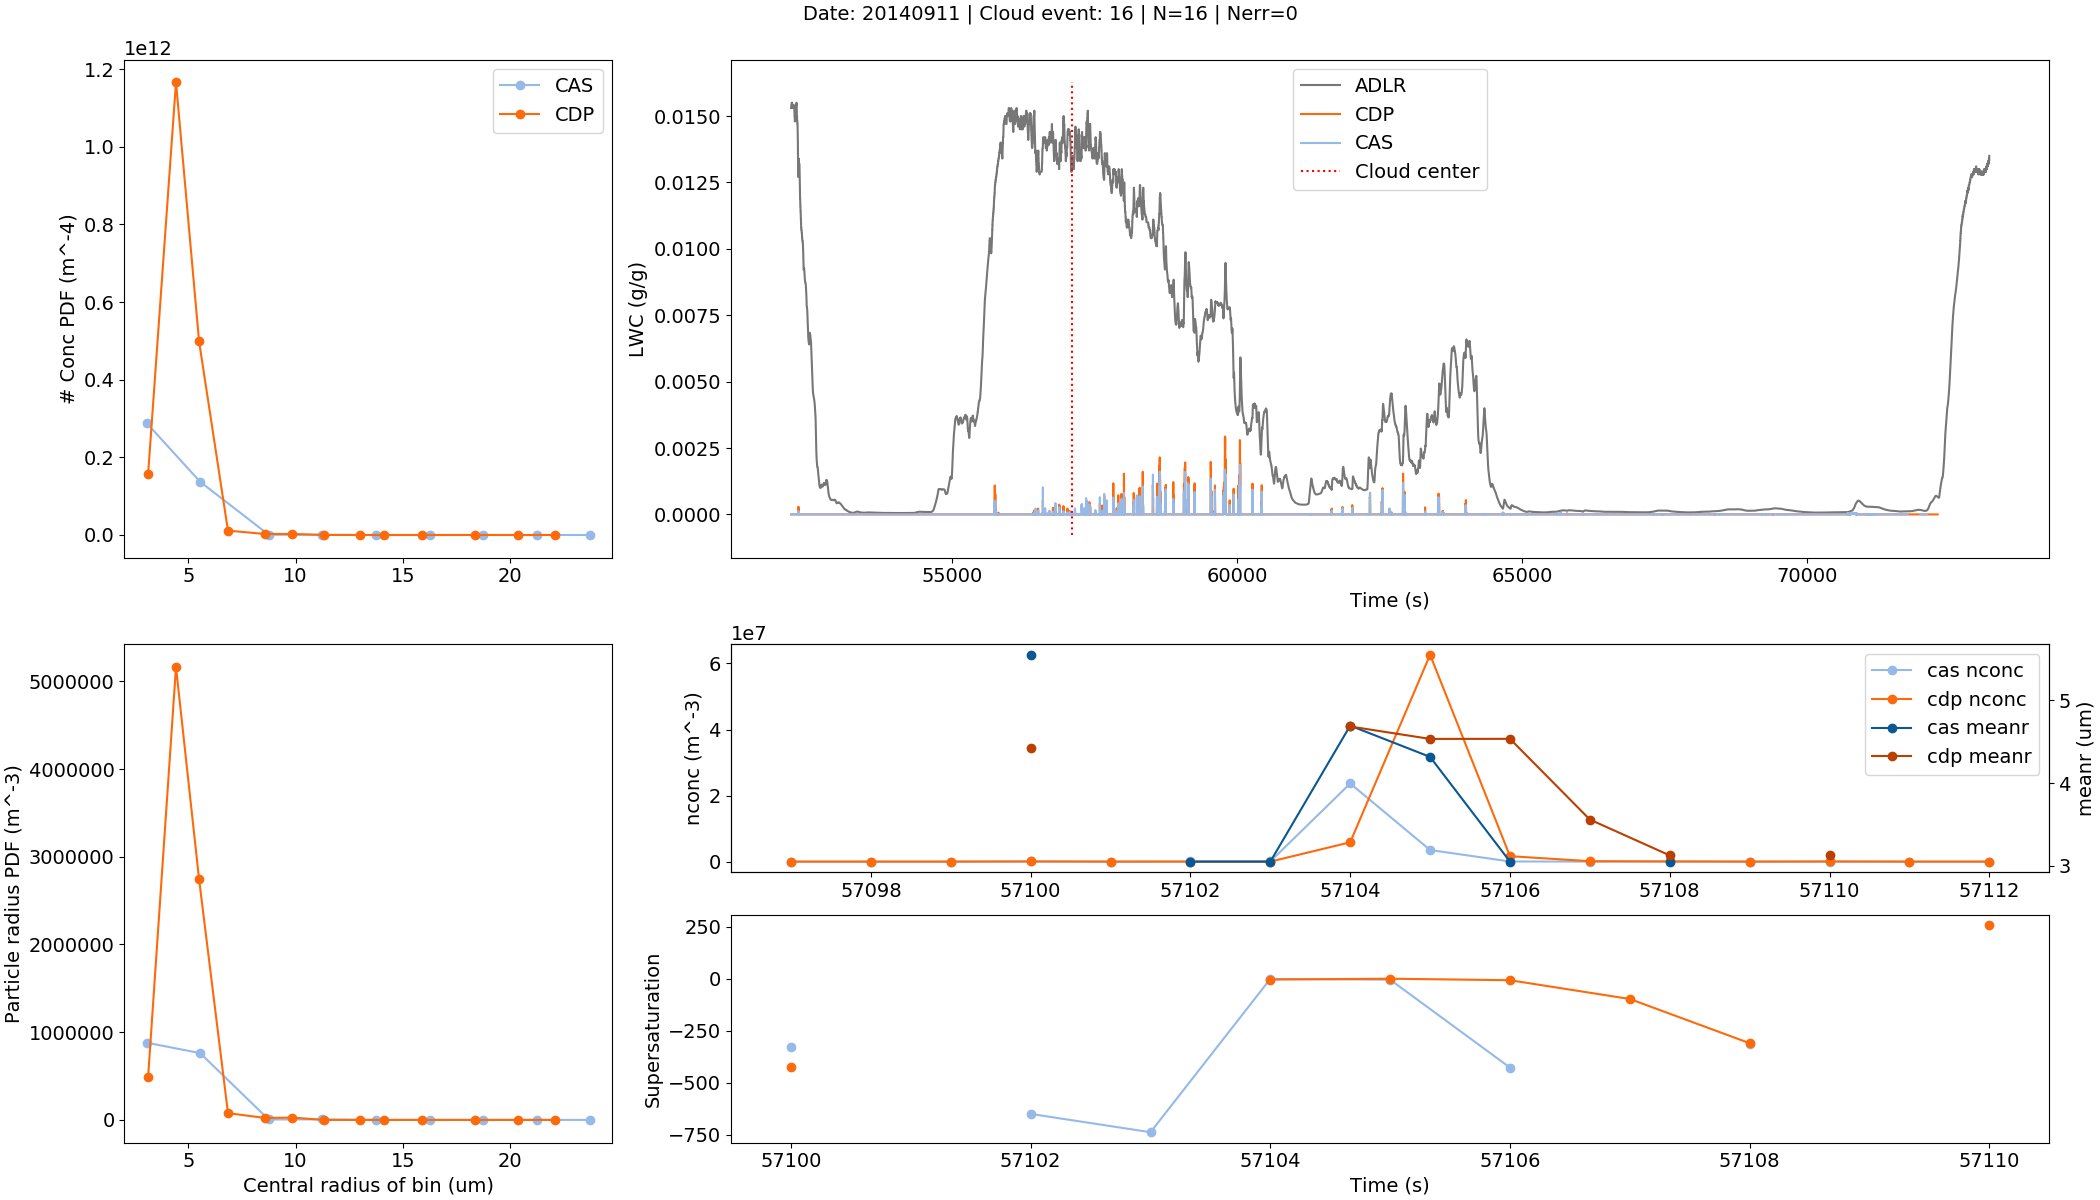 Date: 20140911 | Cloud event: 16 | N=16 | Nerr=0
1e12
# Conc PDF (m^-4)
1.2
1.0
0.8
0.6
0.4
0.2
0.0
5
10
15
20
CAS
CDP
LWC (g/g)
0.0150
0.0125
0.0100
0.0075
0.0050
0.0025
0.0000
55000
60000
65000
70000
Time (s)
ADLR
CDP
CAS
Cloud center
Particle radius PDF (m^-3)
5000000
4000000
3000000
2000000
1000000
0
5
10
15
20
Central radius of bin (um)
1e7
nconc (m^-3)
6
4
2
0
57098
57100
57102
57104
57106
57108
57110
57112
5
4
3
meanr (um)
cas nconc
cdp nconc
cas meanr
cdp meanr
Supersaturation
250
0
−250
−500
−750
57100
57102
57104
57106
57108
57110
Time (s)